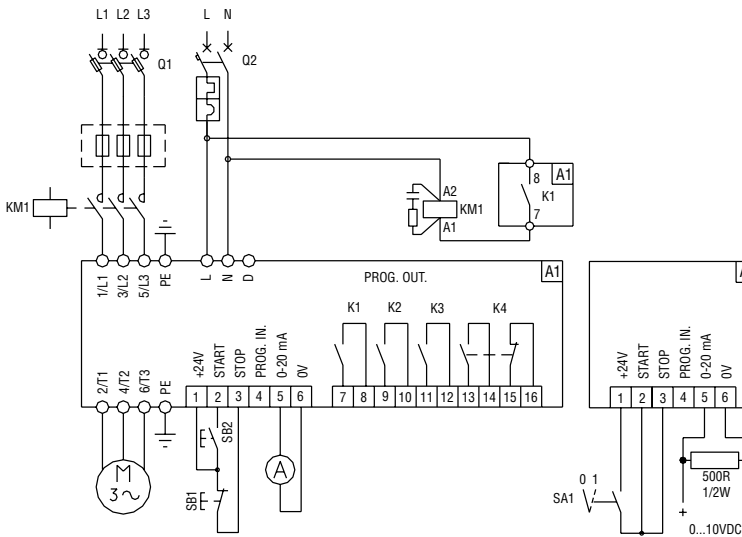 L1 L2 L3
L N
Q1
Q2
KM1
A2
KM1
A1
8
A1
K1
7
1/L1
3/L2
5/L3
PE
L
N
D
PROG. OUT.
A1
K1 K2 K3 K4
+24V
START
STOP
PROG. IN.
0-20 mA
0V
2/T1
4/T2
6/T3
PE
1 2 3 4 5 6
7 8 9 10 11 12 13 14 15 16
SB2
SB1
M
3~
A
+24V
START
STOP
PROG. IN.
0-20 mA
0V
1 2 3 4 5 6
0 1
SA1
500R
1/2W
+
0...10VDC